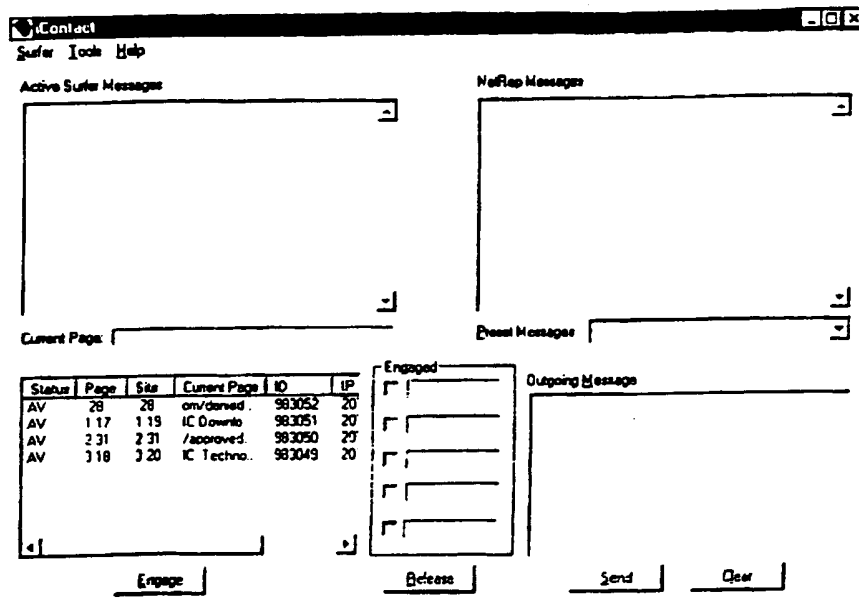 iContact
Surfer Tools Help
Active Surfer Messages
NetRep Messages
Current Page:
Preset Messages
Status Page Site Current Page ID IP
AV 28 28 om/denied . 983052 20
AV 1 17 1 19 IC Downlo 983051 20
AV 2 31 2 31 /approved. 983050 20
AV 3 18 3 20 IC Techno.. 983049 20
Engaged
Outgoing Message
Engage
Release
Send
Clear